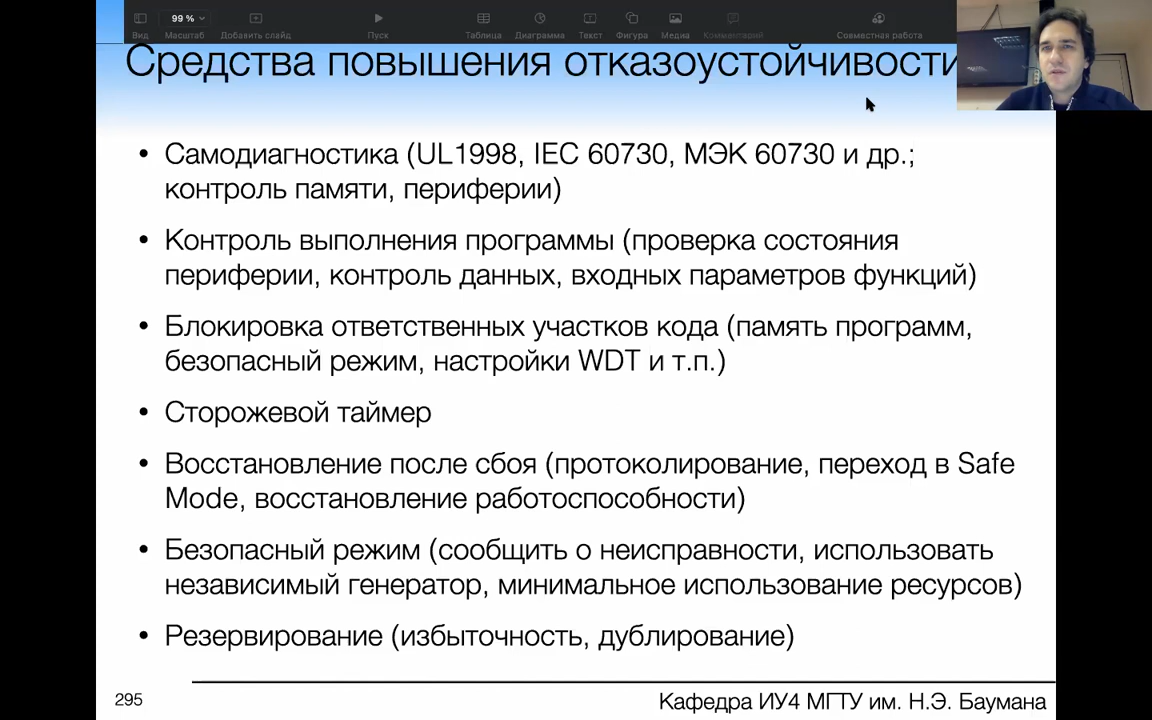 99 %
Вид
Масштаб
Добавить слайд
Пуск
Таблица
Диаграмма
Текст
Фигура
Медиа
Комментарий
Совместная работа
Средства повышения отказоустойчивости
• Самодиагностика (UL1998, IEC 60730, МЭК 60730 и др.;
контроль памяти, периферии)
• Контроль выполнения программы (проверка состояния
периферии, контроль данных, входных параметров функций)
• Блокировка ответственных участков кода (память программ,
безопасный режим, настройки WDT и т.п.)
• Сторожевой таймер
• Восстановление после сбоя (протоколирование, переход в Safe
Mode, восстановление работоспособности)
• Безопасный режим (сообщить о неисправности, использовать
независимый генератор, минимальное использование ресурсов)
• Резервирование (избыточность, дублирование)
295
Кафедра ИУ4 МГТУ им. Н.Э. Баумана